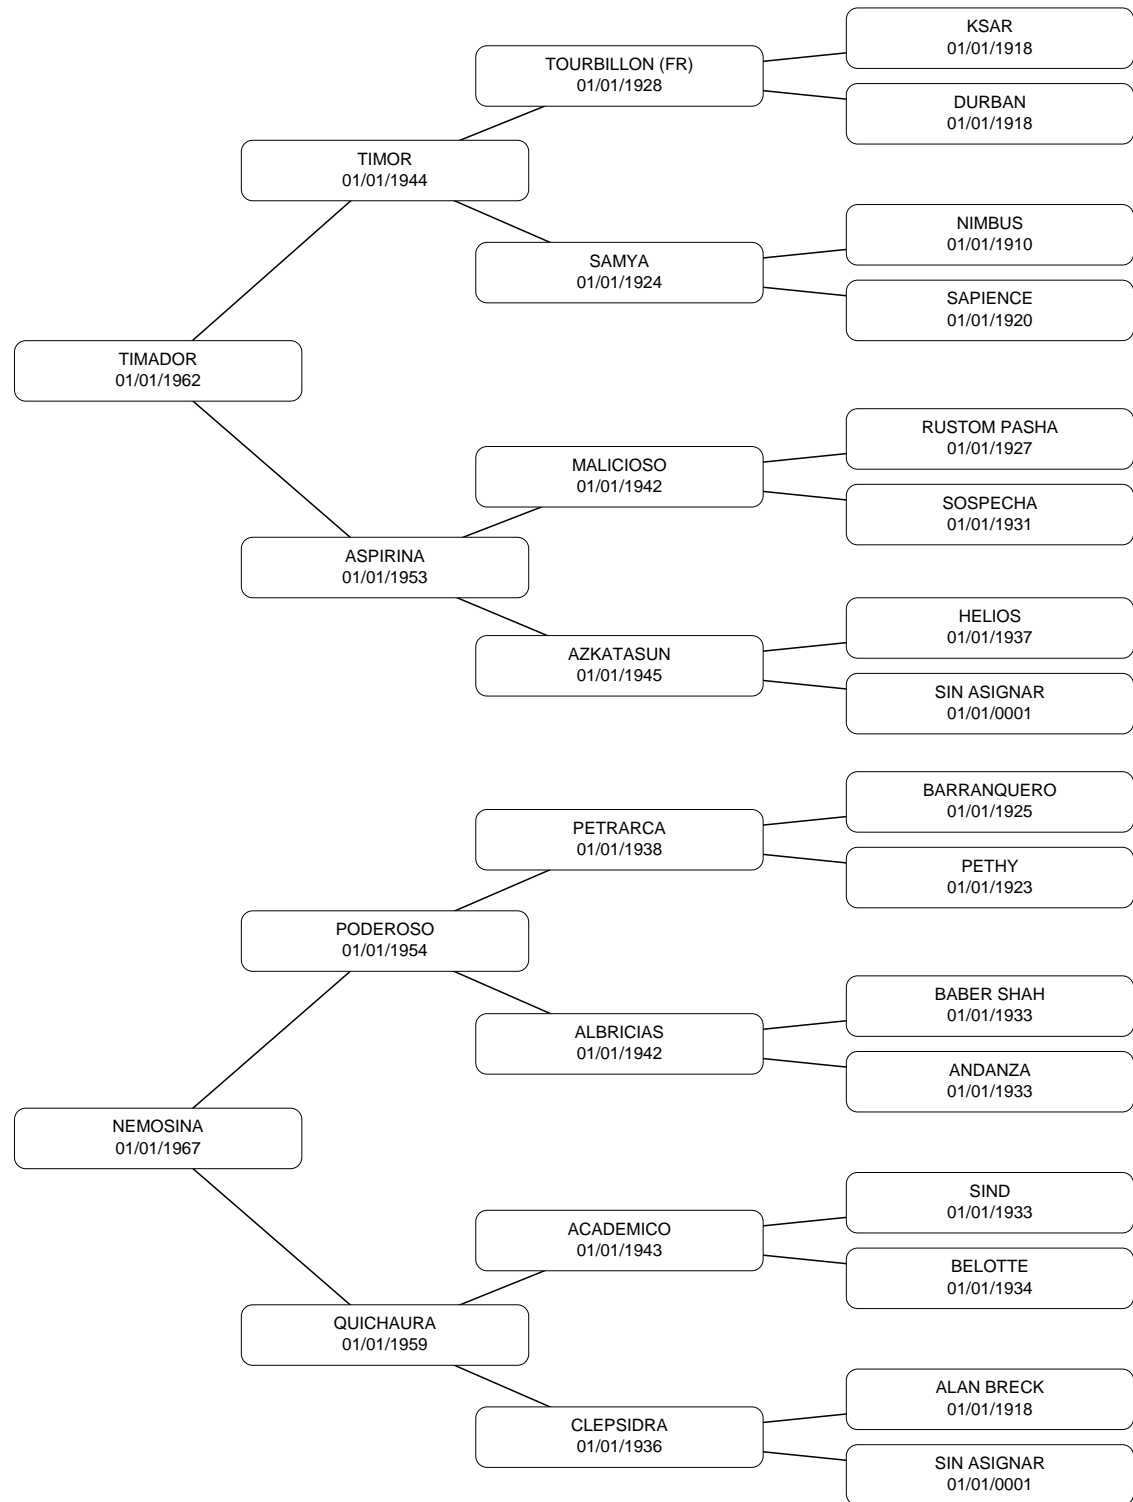 KSAR
01/01/1918
TOURBILLON (FR)
01/01/1928
DURBAN
01/01/1918
TIMOR
01/01/1944
NIMBUS
01/01/1910
SAMYA
01/01/1924
SAPIENCE
01/01/1920
TIMADOR
01/01/1962
RUSTOM PASHA
01/01/1927
MALICIOSO
01/01/1942
SOSPECHA
01/01/1931
ASPIRINA
01/01/1953
HELIOS
01/01/1937
AZKATASUN
01/01/1945
SIN ASIGNAR
01/01/0001
BARRANQUERO
01/01/1925
PETRARCA
01/01/1938
PETHY
01/01/1923
PODEROSO
01/01/1954
BABER SHAH
01/01/1933
ALBRICIAS
01/01/1942
ANDANZA
01/01/1933
NEMOSINA
01/01/1967
SIND
01/01/1933
ACADEMICO
01/01/1943
BELOTTE
01/01/1934
QUICHAURA
01/01/1959
ALAN BRECK
01/01/1918
CLEPSIDRA
01/01/1936
SIN ASIGNAR
01/01/0001